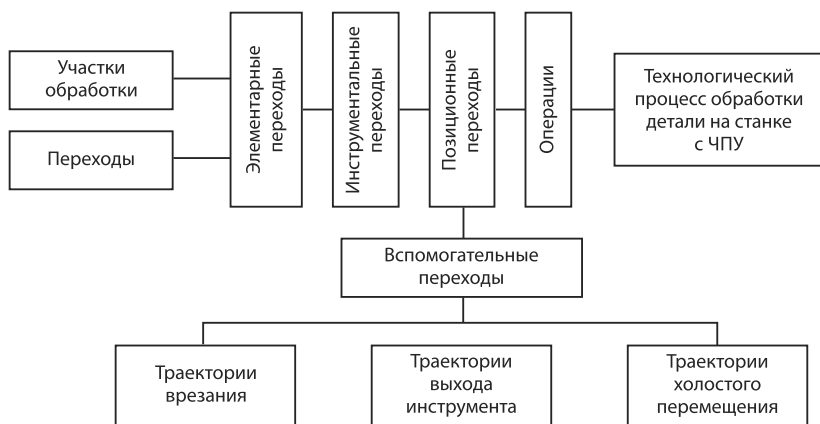 Участки
обработки
Переходы
Элементарные
переходы
Инструментальные
переходы
Позиционные
переходы
Операции
Технологический
процесс обработки
детали на станке
с ЧПУ
Вспомогательные
переходы
Траектории
врезания
Траектории
выхода
инструмента
Траектории
холостого
перемещения